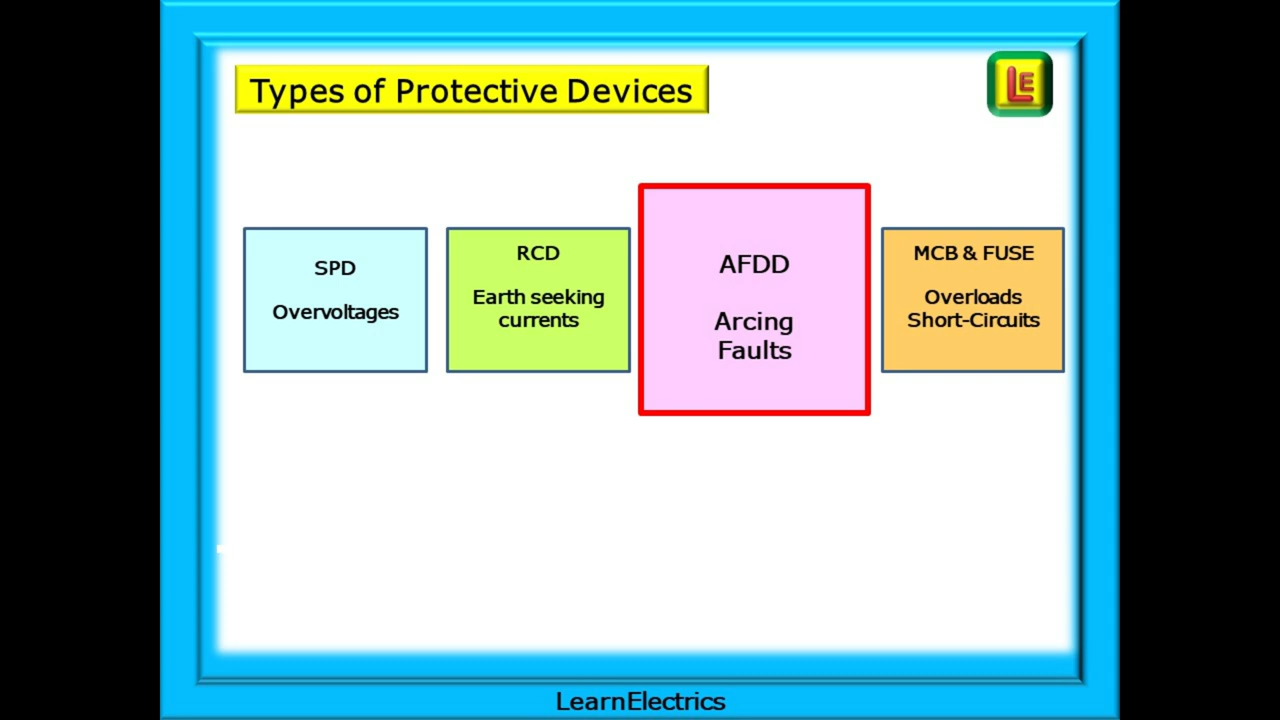 Types of Protective Devices
LE
SPD
Overvoltages
RCD
Earth seeking
currents
AFDD
Arcing
Faults
MCB & FUSE
Overloads
Short-Circuits
LearnElectrics